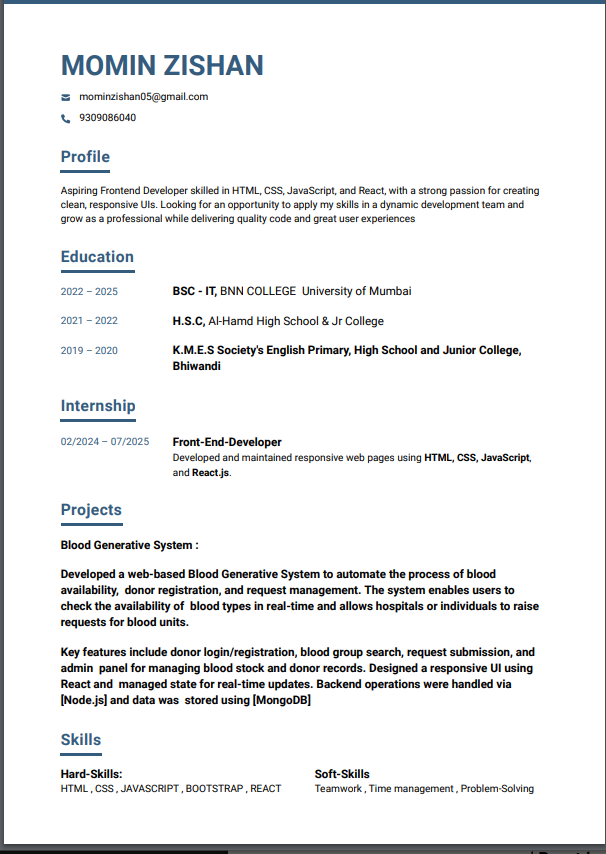 MOMIN ZISHAN
mominzishan05@gmail.com
9309086040
Profile
Aspiring Frontend Developer skilled in HTML, CSS, JavaScript, and React, with a strong passion for creating
clean, responsive UIs. Looking for an opportunity to apply my skills in a dynamic development team and
grow as a professional while delivering quality code and great user experiences
Education
2022 – 2025 BSC - IT, BNN COLLEGE University of Mumbai
2021 – 2022 H.S.C, Al-Hamd High School & Jr College
2019 – 2020 K.M.E.S Society's English Primary, High School and Junior College,
Bhiwandi
Internship
02/2024 – 07/2025 Front-End-Developer
Developed and maintained responsive web pages using HTML, CSS, JavaScript,
and React.js.
Projects
Blood Generative System :
Developed a web-based Blood Generative System to automate the process of blood
availability, donor registration, and request management. The system enables users to
check the availability of blood types in real-time and allows hospitals or individuals to raise
requests for blood units.
Key features include donor login/registration, blood group search, request submission, and
admin panel for managing blood stock and donor records. Designed a responsive UI using
React and managed state for real-time updates. Backend operations were handled via
[Node.js] and data was stored using [MongoDB]
Skills
Hard-Skills: Soft-Skills
HTML , CSS , JAVASCRIPT , BOOTSTRAP , REACT Teamwork , Time management , Problem-Solving